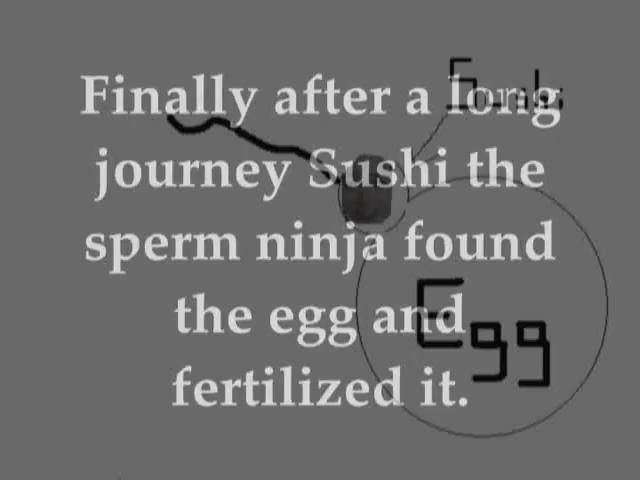 Finally after a long
journey Sushi the
sperm ninja found
the egg and
fertilized it.
Egg